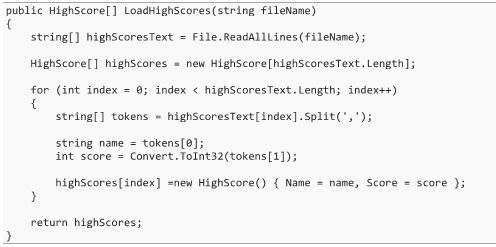 public HighScore[] LoadHighScores(string fileName)
{
    string[] highScoresText = File.ReadAllLines(fileName);
    HighScore[] highScores = new HighScore[highScoresText.Length];
    for (int index = 0; index < highScoresText.Length; index++)
    {
        string[] tokens = highScoresText[index].Split(',');
        string name = tokens[0];
        int score = Convert.ToInt32(tokens[1]);
        highScores[index] =new HighScore() { Name = name, Score = score };
    }
    return highScores;
}